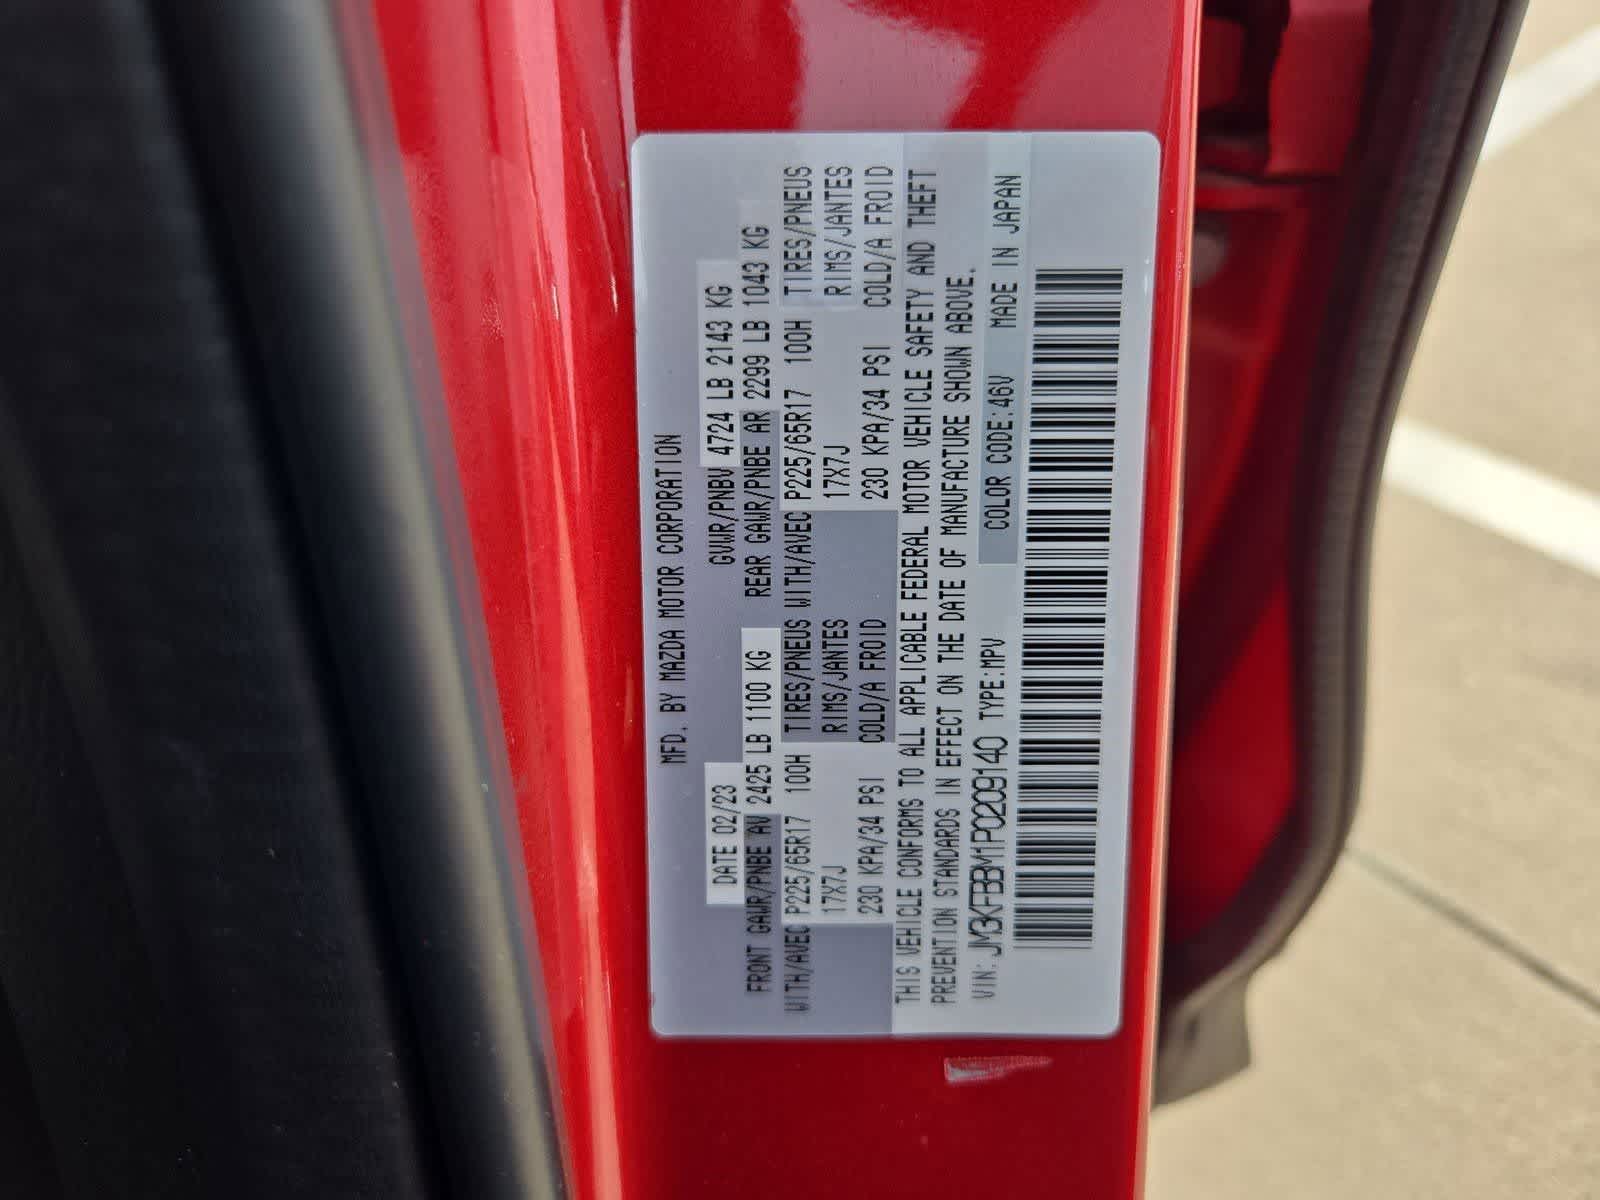 MFD. BY MAZDA MOTOR CORPORATION
DATE 02/23 GVWR/PNBV 4724 LB 2143 KG
FRONT GAWR/PNBE AV 2425 LB 1100 KG REAR GAWR/PNBE AR 2299 LB 1043 KG
WITH/AVEC P225/65R17 100H TIRES/PNEUS WITH/AVEC P225/65R17 100H TIRES/PNEUS
17X7J RIMS/JANTES 17X7J RIMS/JANTES
230 KPA/34 PSI COLD/A FROID 230 KPA/34 PSI COLD/A FROID
THIS VEHICLE CONFORMS TO ALL APPLICABLE FEDERAL MOTOR VEHICLE SAFETY AND THEFT
PREVENTION STANDARDS IN EFFECT ON THE DATE OF MANUFACTURE SHOWN ABOVE.
VIN: JM3KFBBM1P0209140 TYPE:MPV COLOR CODE:46V MADE IN JAPAN